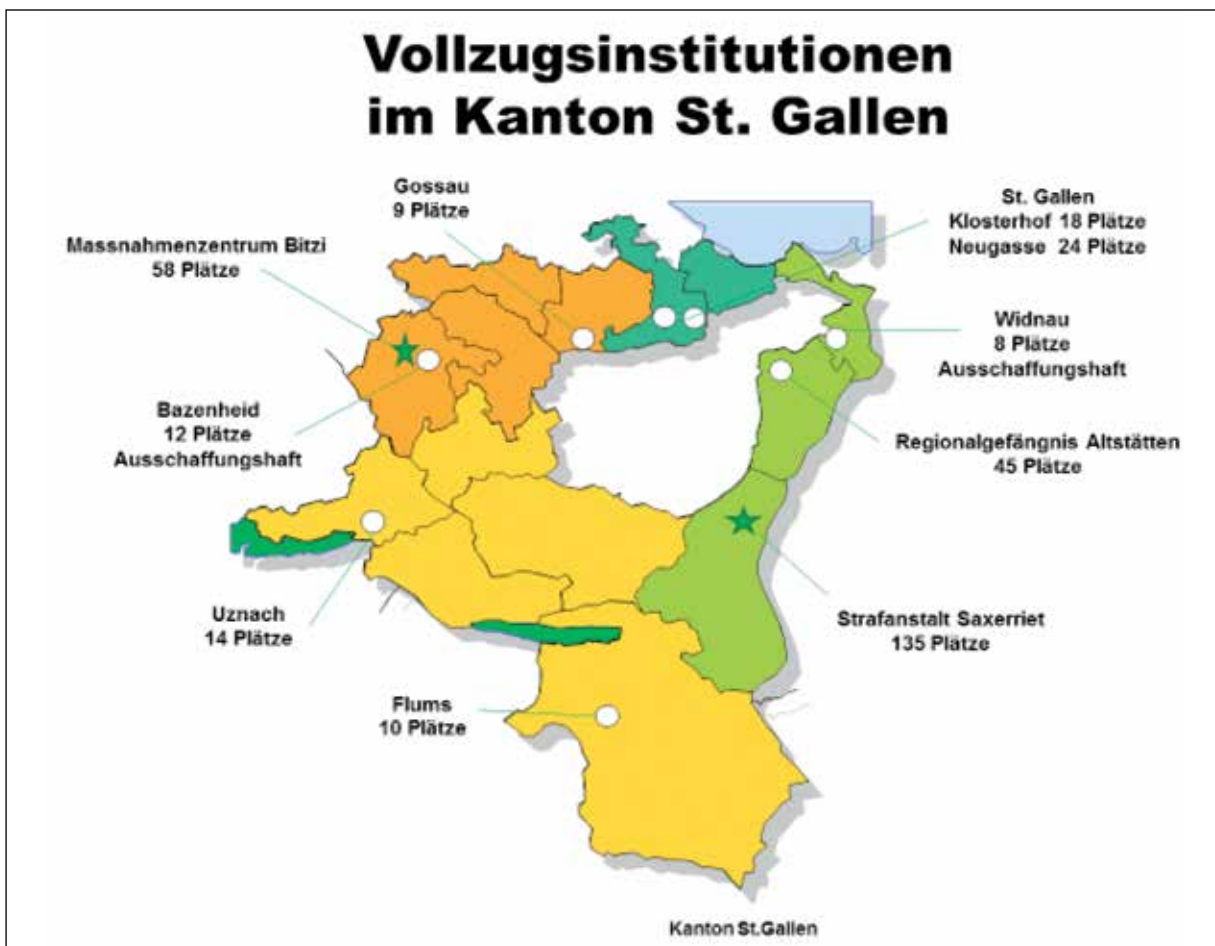 Vollzugsinstitutionen
im Kanton St. Gallen
Gossau
9 Plätze
St. Gallen
Klosterhof 18 Plätze
Neugasse 24 Plätze
Massnahmenzentrum Bitzi
58 Plätze
Widnau
8 Plätze
Ausschaffungshaft
Bazenheid
12 Plätze
Ausschaffungshaft
Regionalgefängnis Altstätten
45 Plätze
Uznach
14 Plätze
Strafanstalt Saxerriet
135 Plätze
Flums
10 Plätze
Kanton St.Gallen